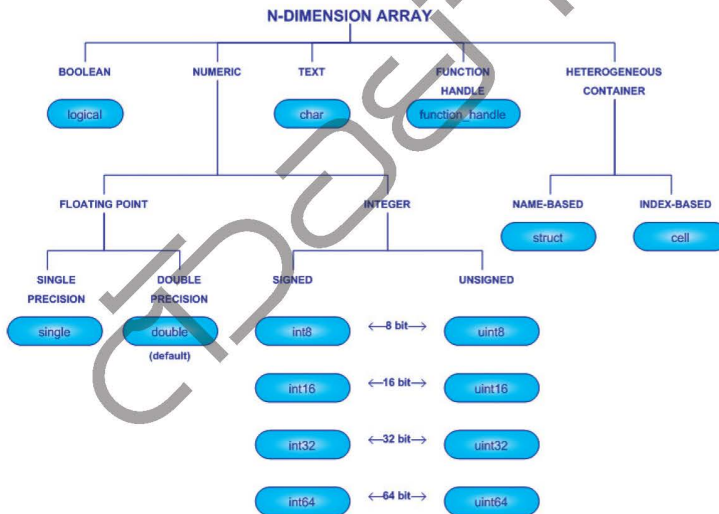 N-DIMENSION ARRAY
BOOLEAN NUMERIC TEXT FUNCTION HANDLE HETEROGENEOUS CONTAINER
logical char function_handle
FLOATING POINT INTEGER NAME-BASED INDEX-BASED
struct cell
SINGLE PRECISION DOUBLE PRECISION SIGNED UNSIGNED
single double int8 ←8 bit→ uint8
(default)
int16 ←16 bit→ uint16
int32 ←32 bit→ uint32
int64 ←64 bit→ uint64